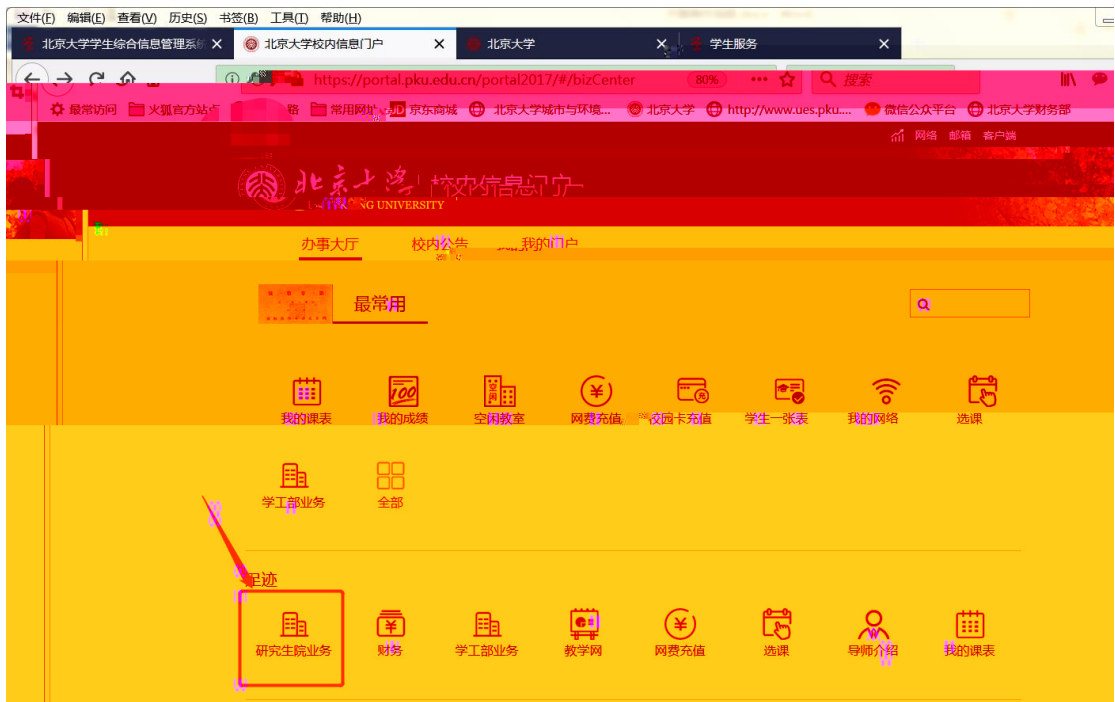 文件(F) 编辑(E) 查看(V) 历史(S) 书签(B) 工具(T) 帮助(H)
北京大学学生综合信息管理系统 北京大学校内信息门户 北京大学 学生服务
https://portal.pku.edu.cn/portal2017/#/bizCenter 80% 搜索
最常访问 火狐官方站点 常用网址 京东商城 北京大学城市与环境... 北京大学 http://www.ues.pku.... 微信公众平台 北京大学财务部
网络 邮箱 客户端
北京大学 校内信息门户
NG UNIVERSITY
办事大厅 校内公告 我的门户
最常用
我的课表 我的成绩 空闲教室 网费充值 校园卡充值 学生一张表 我的网络 选课
学工部业务 全部
足迹
研究生院业务 财务 学工部业务 教学网 网费充值 选课 导师介绍 我的课表